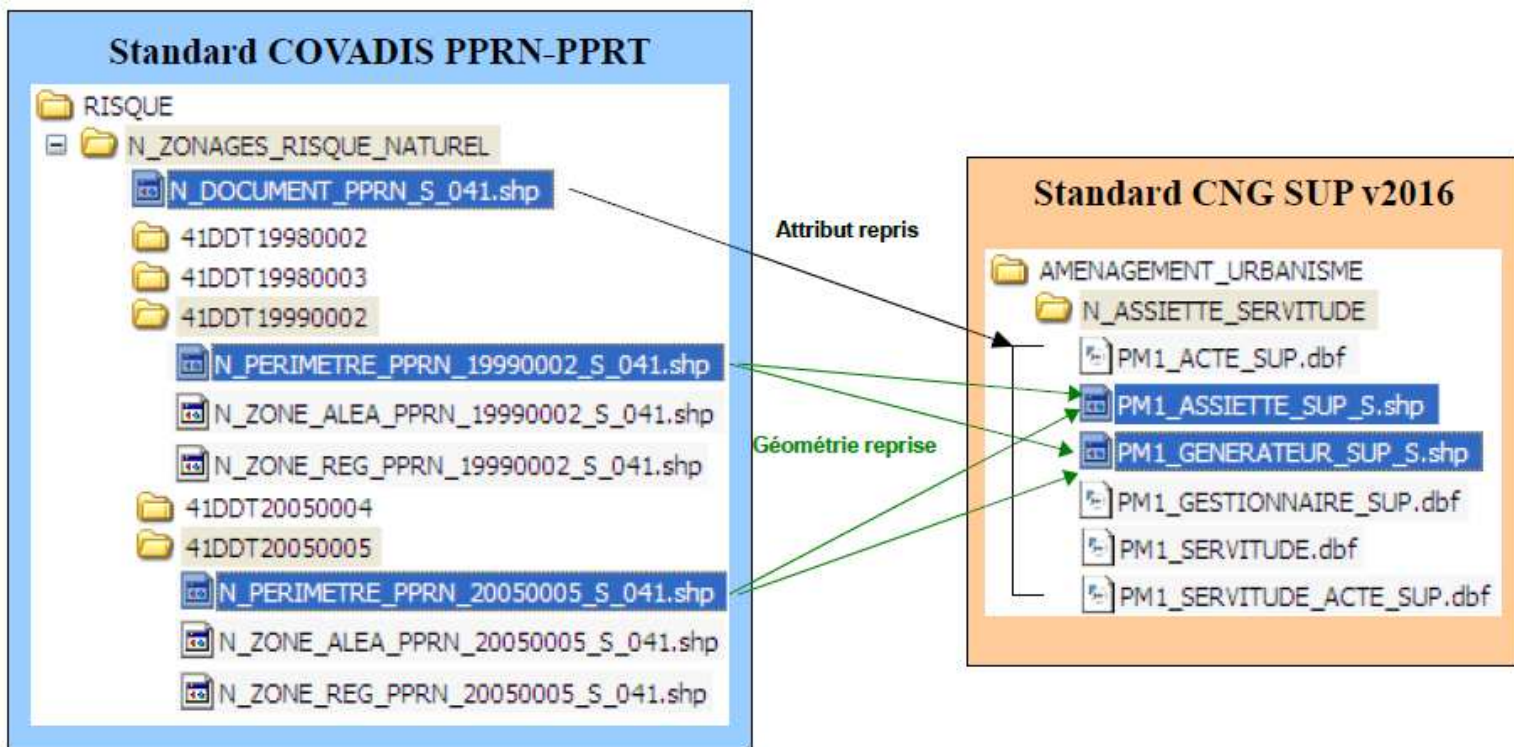 Standard COVADIS PPRN-PPRT
RISQUE
N_ZONAGES_RISQUE_NATUREL
N_DOCUMENT_PPRN_S_041.shp
41DDT19980002
41DDT19980003
41DDT19990002
N_PERIMETRE_PPRN_19990002_S_041.shp
N_ZONE_ALEA_PPRN_19990002_S_041.shp
N_ZONE_REG_PPRN_19990002_S_041.shp
41DDT20050004
41DDT20050005
N_PERIMETRE_PPRN_20050005_S_041.shp
N_ZONE_ALEA_PPRN_20050005_S_041.shp
N_ZONE_REG_PPRN_20050005_S_041.shp
Attribut repris
Géométrie reprise
Standard CNG SUP v2016
AMENAGEMENT_URBANISME
N_ASSIETTE_SERVITUDE
PM1_ACTE_SUP.dbf
PM1_ASSIETTE_SUP_S.shp
PM1_GENERATEUR_SUP_S.shp
PM1_GESTIONNAIRE_SUP.dbf
PM1_SERVITUDE.dbf
PM1_SERVITUDE_ACTE_SUP.dbf